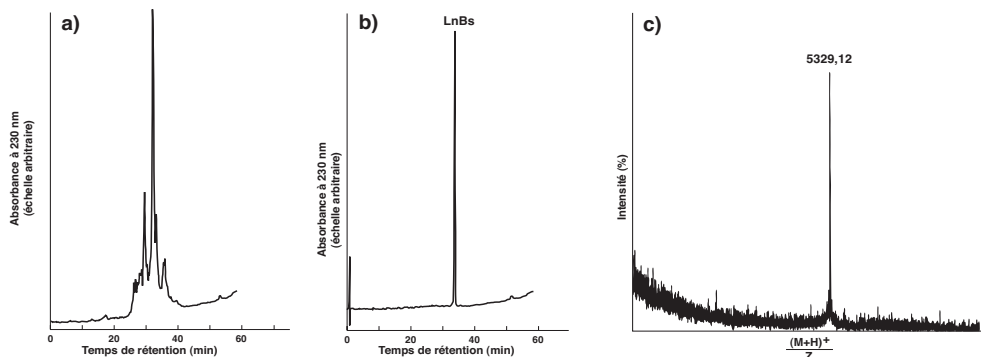 a)
Absorbance à 230 nm
(échelle arbitraire)
0
20
40
60
Temps de rétention (min)
b)
LnBs
Absorbance à 230 nm
(échelle arbitraire)
0
20
40
60
Temps de rétention (min)
c)
5329,12
Intensité (%)
(M+H)+
Z